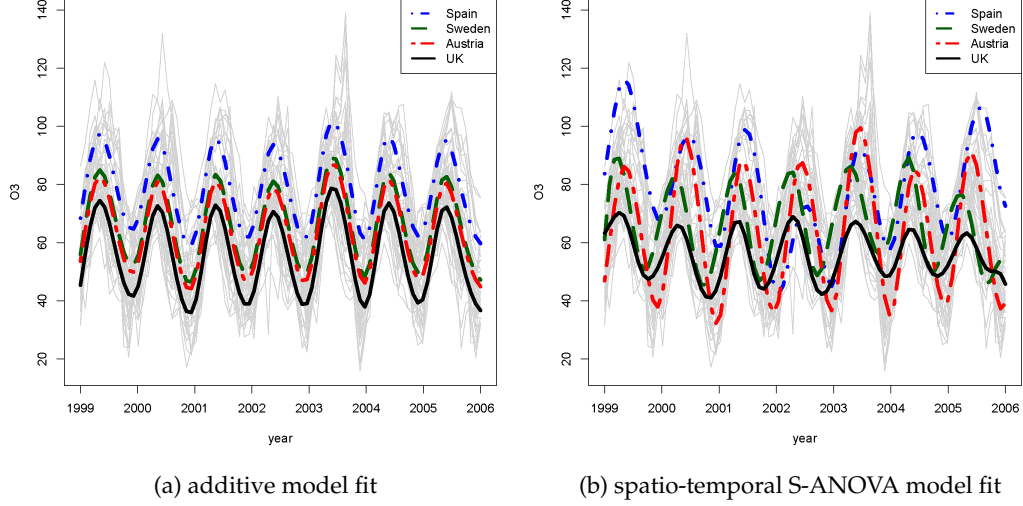 140
120
100
80
60
40
20
O3
Spain
Sweden
Austria
UK
1999 2000 2001 2002 2003 2004 2005 2006
year
(a) additive model fit
140
120
100
80
60
40
20
O3
Spain
Sweden
Austria
UK
1999 2000 2001 2002 2003 2004 2005 2006
year
(b) spatio-temporal S-ANOVA model fit